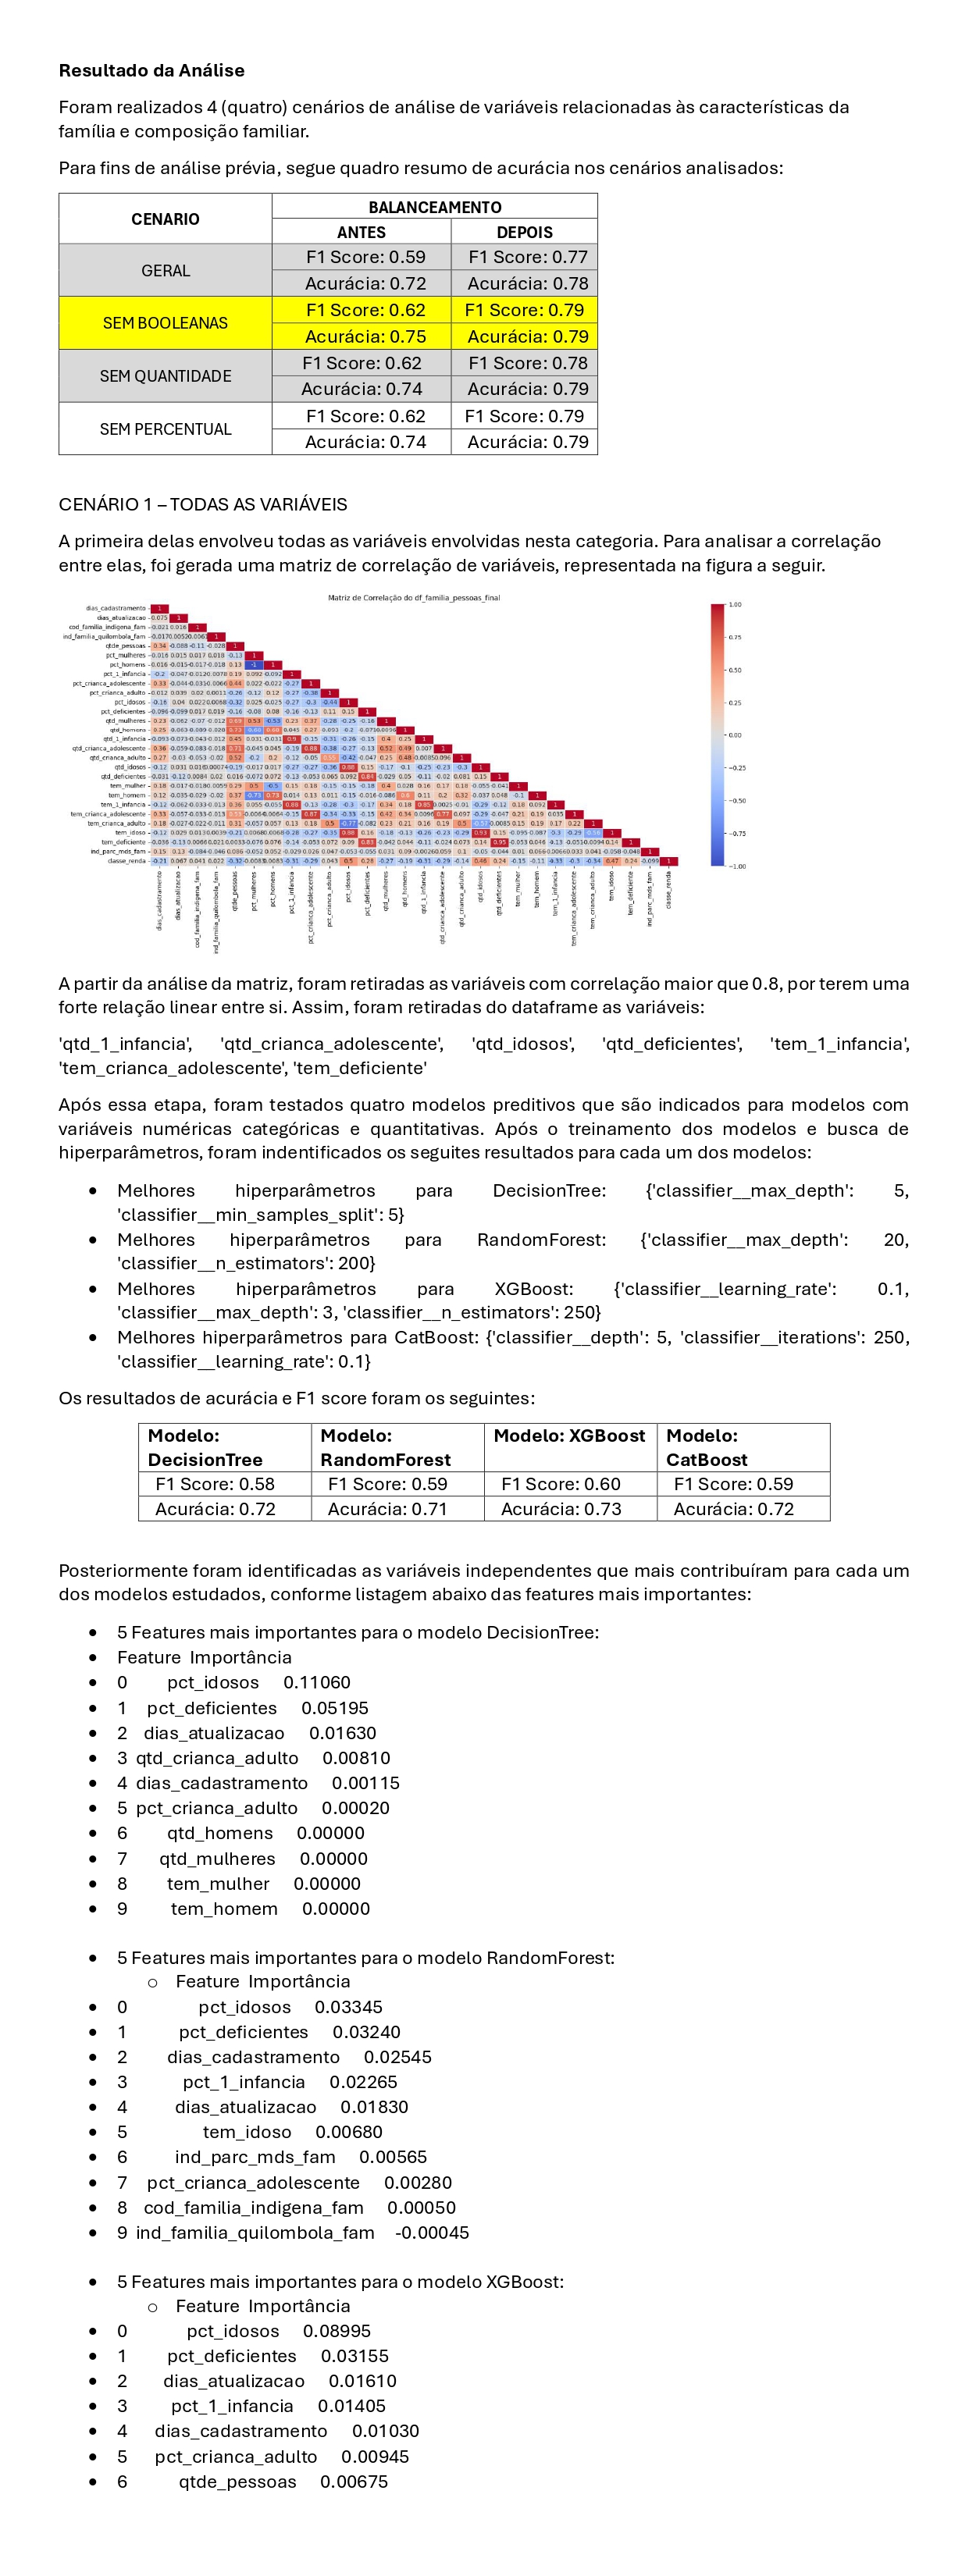 Resultado da Análise
Foram realizados 4 (quatro) cenários de análise de variáveis relacionadas às características da
família e composição familiar.
Para fins de análise prévia, segue quadro resumo de acurácia nos cenários analisados:
CENARIO
BALANCEAMENTO
ANTES DEPOIS
GERAL
F1 Score: 0.59 F1 Score: 0.77
Acurácia: 0.72 Acurácia: 0.78
SEM BOOLEANAS
F1 Score: 0.62 F1 Score: 0.79
Acurácia: 0.75 Acurácia: 0.79
SEM QUANTIDADE
F1 Score: 0.62 F1 Score: 0.78
Acurácia: 0.74 Acurácia: 0.79
SEM PERCENTUAL
F1 Score: 0.62 F1 Score: 0.79
Acurácia: 0.74 Acurácia: 0.79
CENÁRIO 1 – TODAS AS VARIÁVEIS
A primeira delas envolveu todas as variáveis envolvidas nesta categoria. Para analisar a correlação
entre elas, foi gerada uma matriz de correlação de variáveis, representada na figura a seguir.
Matriz de Correlação do df_familia_pessoas_final
dias_cadastramento
dias_atualizacao
cod_familia_indigena_fam
ind_familia_quilombola_fam
qtde_pessoas
pct_mulheres
pct_homens
pct_1_infancia
pct_crianca_adolescente
pct_crianca_adulto
pct_idosos
pct_deficientes
qtd_mulheres
qtd_homens
qtd_1_infancia
qtd_crianca_adolescente
qtd_crianca_adulto
qtd_idosos
qtd_deficientes
tem_mulher
tem_homem
tem_1_infancia
tem_crianca_adolescente
tem_crianca_adulto
tem_idoso
tem_deficiente
ind_parc_mds_fam
classe_renda
1.00
0.75
0.50
0.25
0.00
−0.25
−0.50
−0.75
−1.00
A partir da análise da matriz, foram retiradas as variáveis com correlação maior que 0.8, por terem uma
forte relação linear entre si. Assim, foram retiradas do dataframe as variáveis:
'qtd_1_infancia', 'qtd_crianca_adolescente', 'qtd_idosos', 'qtd_deficientes', 'tem_1_infancia',
'tem_crianca_adolescente', 'tem_deficiente'
Após essa etapa, foram testados quatro modelos preditivos que são indicados para modelos com
variáveis numéricas categóricas e quantitativas. Após o treinamento dos modelos e busca de
hiperparâmetros, foram indentificados os seguites resultados para cada um dos modelos:
• Melhores hiperparâmetros para DecisionTree: {'classifier__max_depth': 5,
'classifier__min_samples_split': 5}
• Melhores hiperparâmetros para RandomForest: {'classifier__max_depth': 20,
'classifier__n_estimators': 200}
• Melhores hiperparâmetros para XGBoost: {'classifier__learning_rate': 0.1,
'classifier__max_depth': 3, 'classifier__n_estimators': 250}
• Melhores hiperparâmetros para CatBoost: {'classifier__depth': 5, 'classifier__iterations': 250,
'classifier__learning_rate': 0.1}
Os resultados de acurácia e F1 score foram os seguintes:
Modelo: DecisionTree Modelo: RandomForest Modelo: XGBoost Modelo: CatBoost
F1 Score: 0.58 F1 Score: 0.59 F1 Score: 0.60 F1 Score: 0.59
Acurácia: 0.72 Acurácia: 0.71 Acurácia: 0.73 Acurácia: 0.72
Posteriormente foram identificadas as variáveis independentes que mais contribuíram para cada um
dos modelos estudados, conforme listagem abaixo das features mais importantes:
• 5 Features mais importantes para o modelo DecisionTree:
• Feature Importância
• 0 pct_idosos 0.11060
• 1 pct_deficientes 0.05195
• 2 dias_atualizacao 0.01630
• 3 qtd_crianca_adulto 0.00810
• 4 dias_cadastramento 0.00115
• 5 pct_crianca_adulto 0.00020
• 6 qtd_homens 0.00000
• 7 qtd_mulheres 0.00000
• 8 tem_mulher 0.00000
• 9 tem_homem 0.00000
• 5 Features mais importantes para o modelo RandomForest:
o Feature Importância
• 0 pct_idosos 0.03345
• 1 pct_deficientes 0.03240
• 2 dias_cadastramento 0.02545
• 3 pct_1_infancia 0.02265
• 4 dias_atualizacao 0.01830
• 5 tem_idoso 0.00680
• 6 ind_parc_mds_fam 0.00565
• 7 pct_crianca_adolescente 0.00280
• 8 cod_familia_indigena_fam 0.00050
• 9 ind_familia_quilombola_fam -0.00045
• 5 Features mais importantes para o modelo XGBoost:
o Feature Importância
• 0 pct_idosos 0.08995
• 1 pct_deficientes 0.03155
• 2 dias_atualizacao 0.01610
• 3 pct_1_infancia 0.01405
• 4 dias_cadastramento 0.01030
• 5 pct_crianca_adulto 0.00945
• 6 qtde_pessoas 0.00675